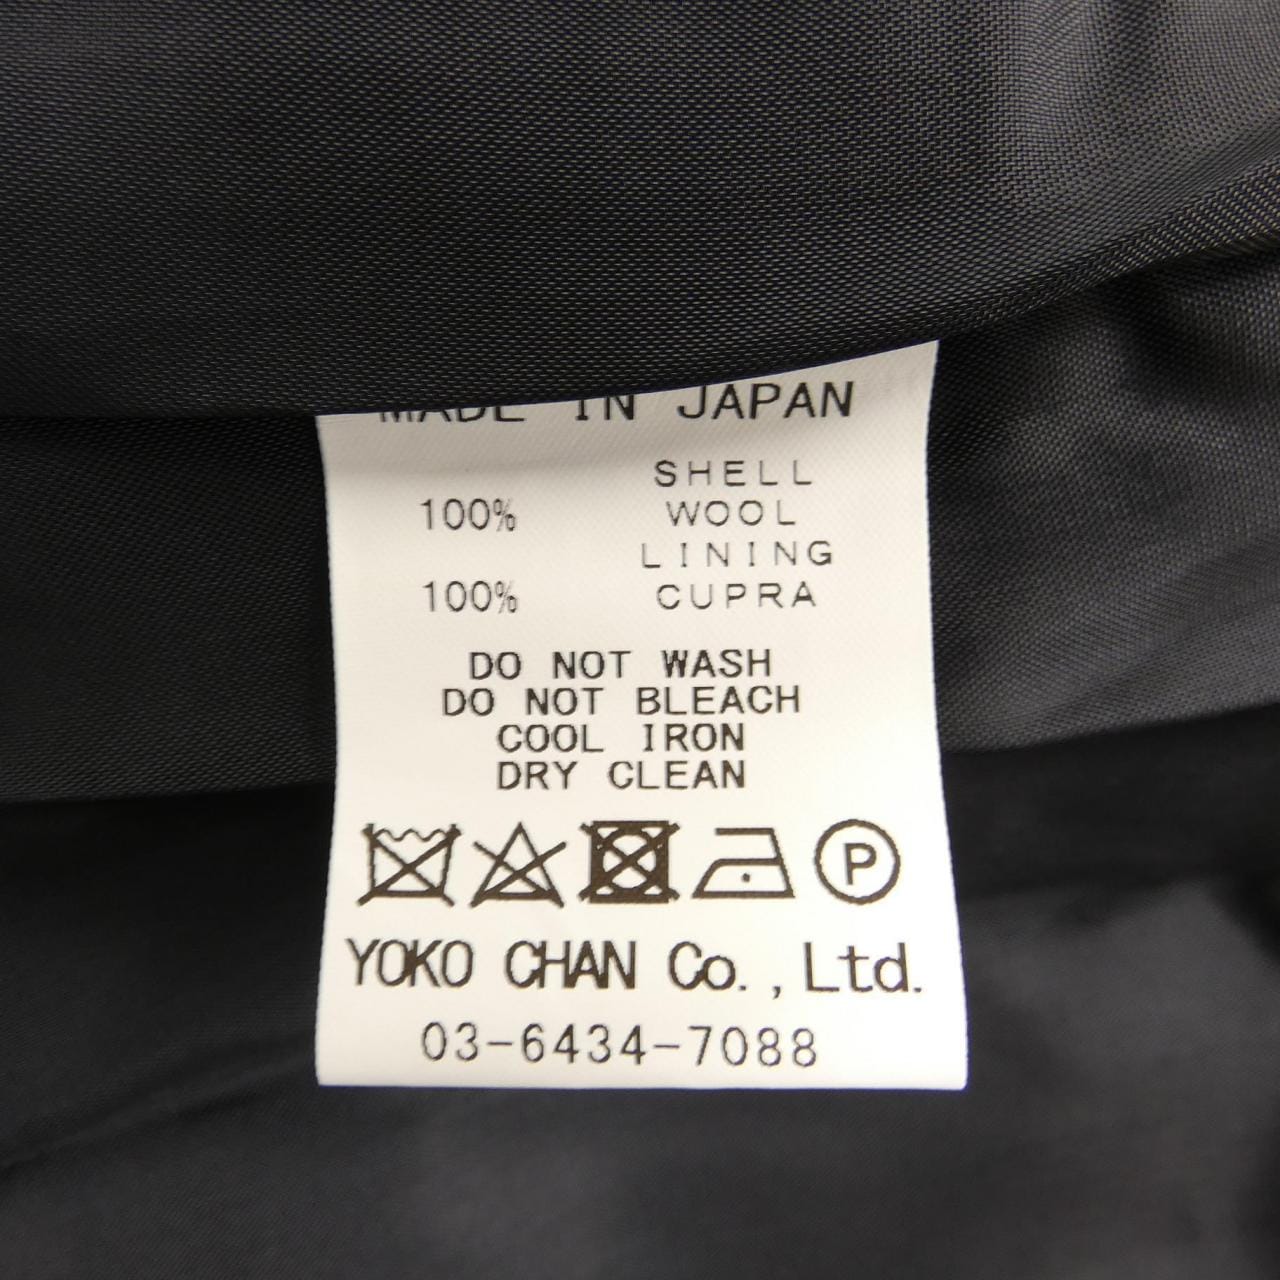 MADE IN JAPAN
SHELL
100% WOOL
LINING
100% CUPRA
DO NOT WASH
DO NOT BLEACH
COOL IRON
DRY CLEAN
P
YOKO CHAN Co., Ltd.
03-6434-7088